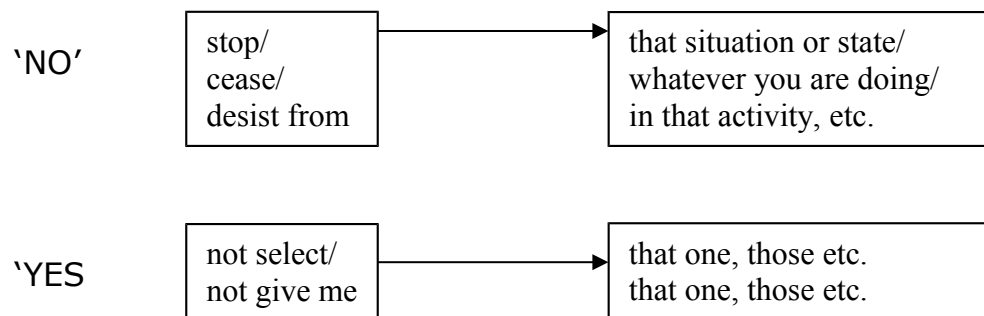 ‘NO’
stop/
cease/
desist from
that situation or state/
whatever you are doing/
in that activity, etc.
‘YES
not select/
not give me
that one, those etc.
that one, those etc.